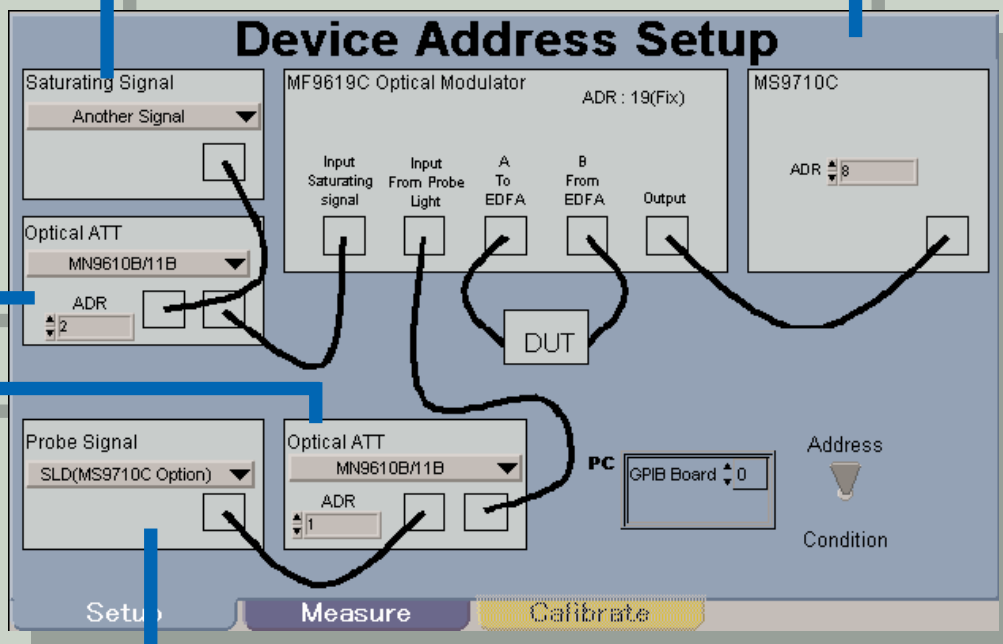 Device Address Setup
Saturating Signal
Another Signal
MF9619C Optical Modulator
ADR : 19(Fix)
Input
Saturating
signal
Input
From Probe
Light
A
To
EDFA
B
From
EDFA
Output
MS9710C
ADR 8
Optical ATT
MN9610B/11B
ADR
2
DUT
Probe Signal
SLD(MS9710C Option)
Optical ATT
MN9610B/11B
ADR
1
PC
GPIB Board 0
Address
Condition
Setup
Measure
Calibrate